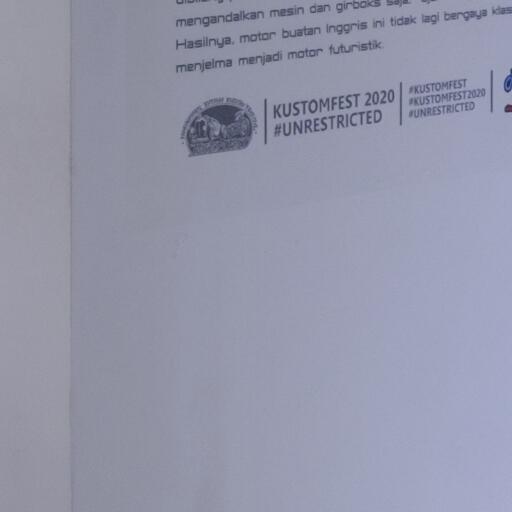 mengandalkan mesin dan girboks saja.
Hasilnya, motor buatan Inggris ini tidak lagi bergaya klas
menjelma menjadi motor futuristik.
KUSTOMFEST 2020
#UNRESTRICTED
#KUSTOMFEST
#KUSTOMFEST2020
#UNRESTRICTED